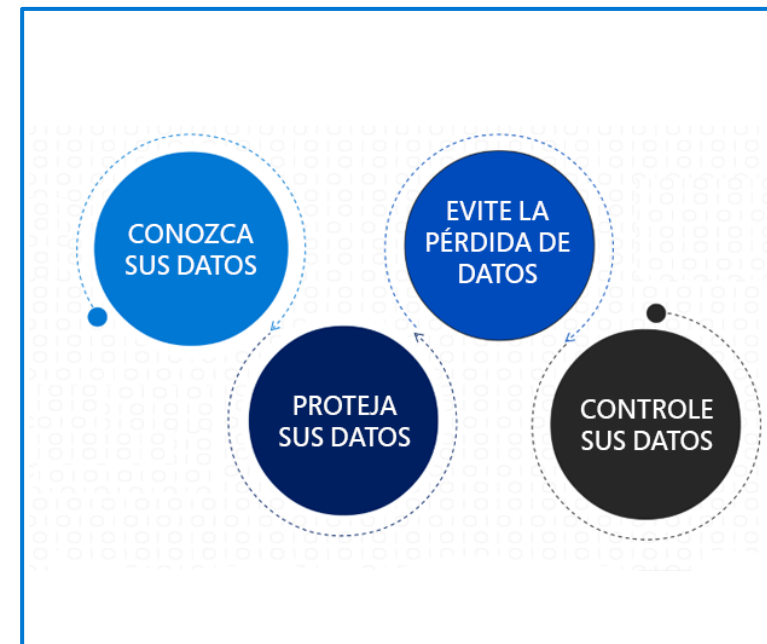 CONOZCA
SUS DATOS
PROTEJA
SUS DATOS
EVITE LA
PÉRDIDA DE
DATOS
CONTROLE
SUS DATOS